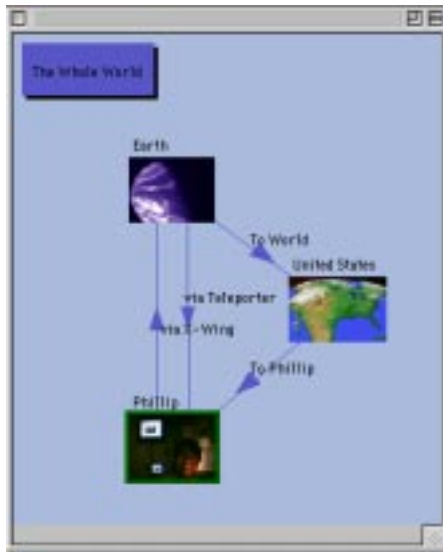 The Whole World
Earth
To World
United States
via Teleporter
via X-Wing
To Phillip
Phillip